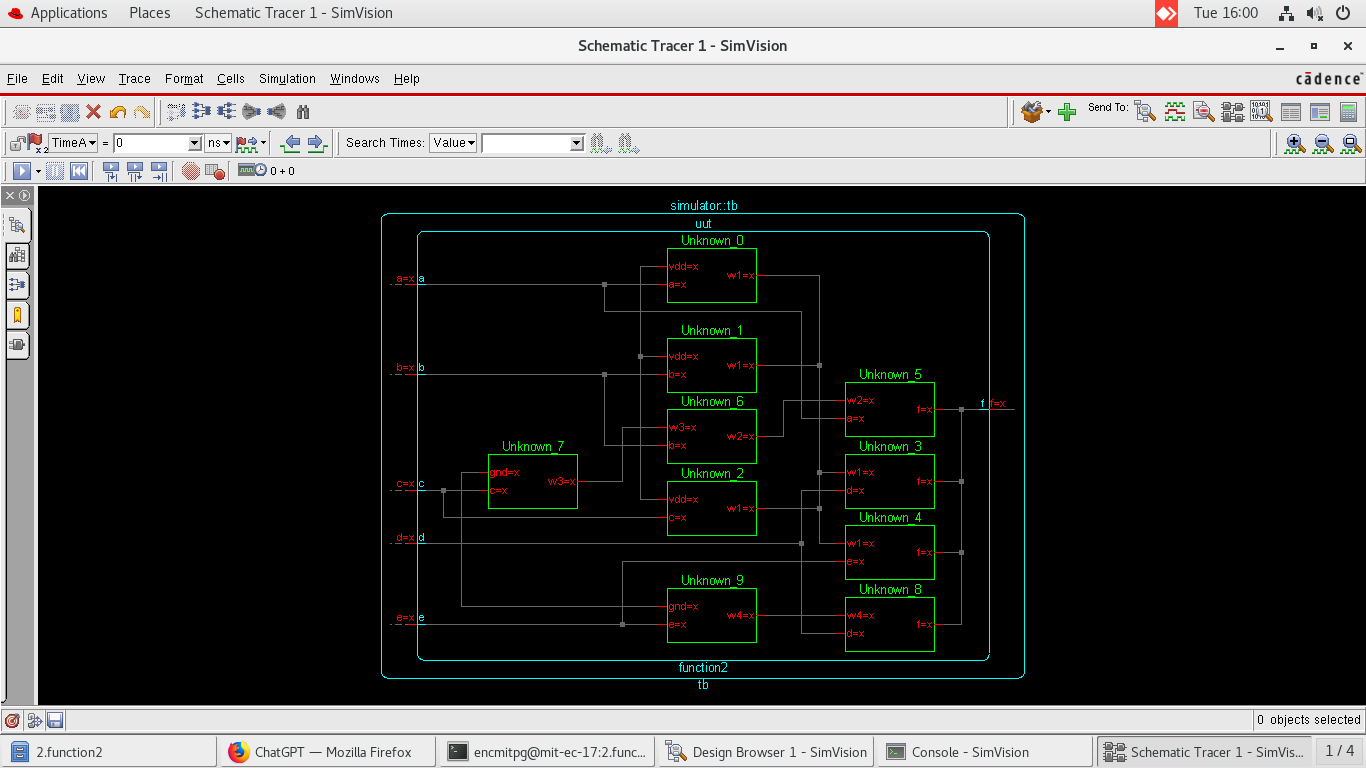 Applications Places Schematic Tracer 1 - SimVision Tue 16:00
Schematic Tracer 1 - SimVision
File Edit View Trace Format Cells Simulation Windows Help cādence
Send To:
TimeA = 0 ns Search Times: Value
0 + 0
simulator::tb
uut
Unknown_0
vdd=x w1=x
a=x a a=x
Unknown_1
vdd=x w1=x
b=x b b=x
Unknown_5
w2=x f=x f f=x
a=x
Unknown_6
w3=x w2=x
b=x
Unknown_7
gnd=x w3=x
c=x c c=x
Unknown_3
w1=x f=x
d=x
Unknown_2
vdd=x w1=x
c=x
Unknown_4
d=x d w1=x f=x
e=x
Unknown_9
gnd=x w4=x
e=x e e=x
Unknown_8
w4=x f=x
d=x
function2
tb
0 objects selected
2.function2 ChatGPT — Mozilla Firefox encmitpg@mit-ec-17:2.func... Design Browser 1 - SimVision Console - SimVision Schematic Tracer 1 - SimVis... 1 / 4